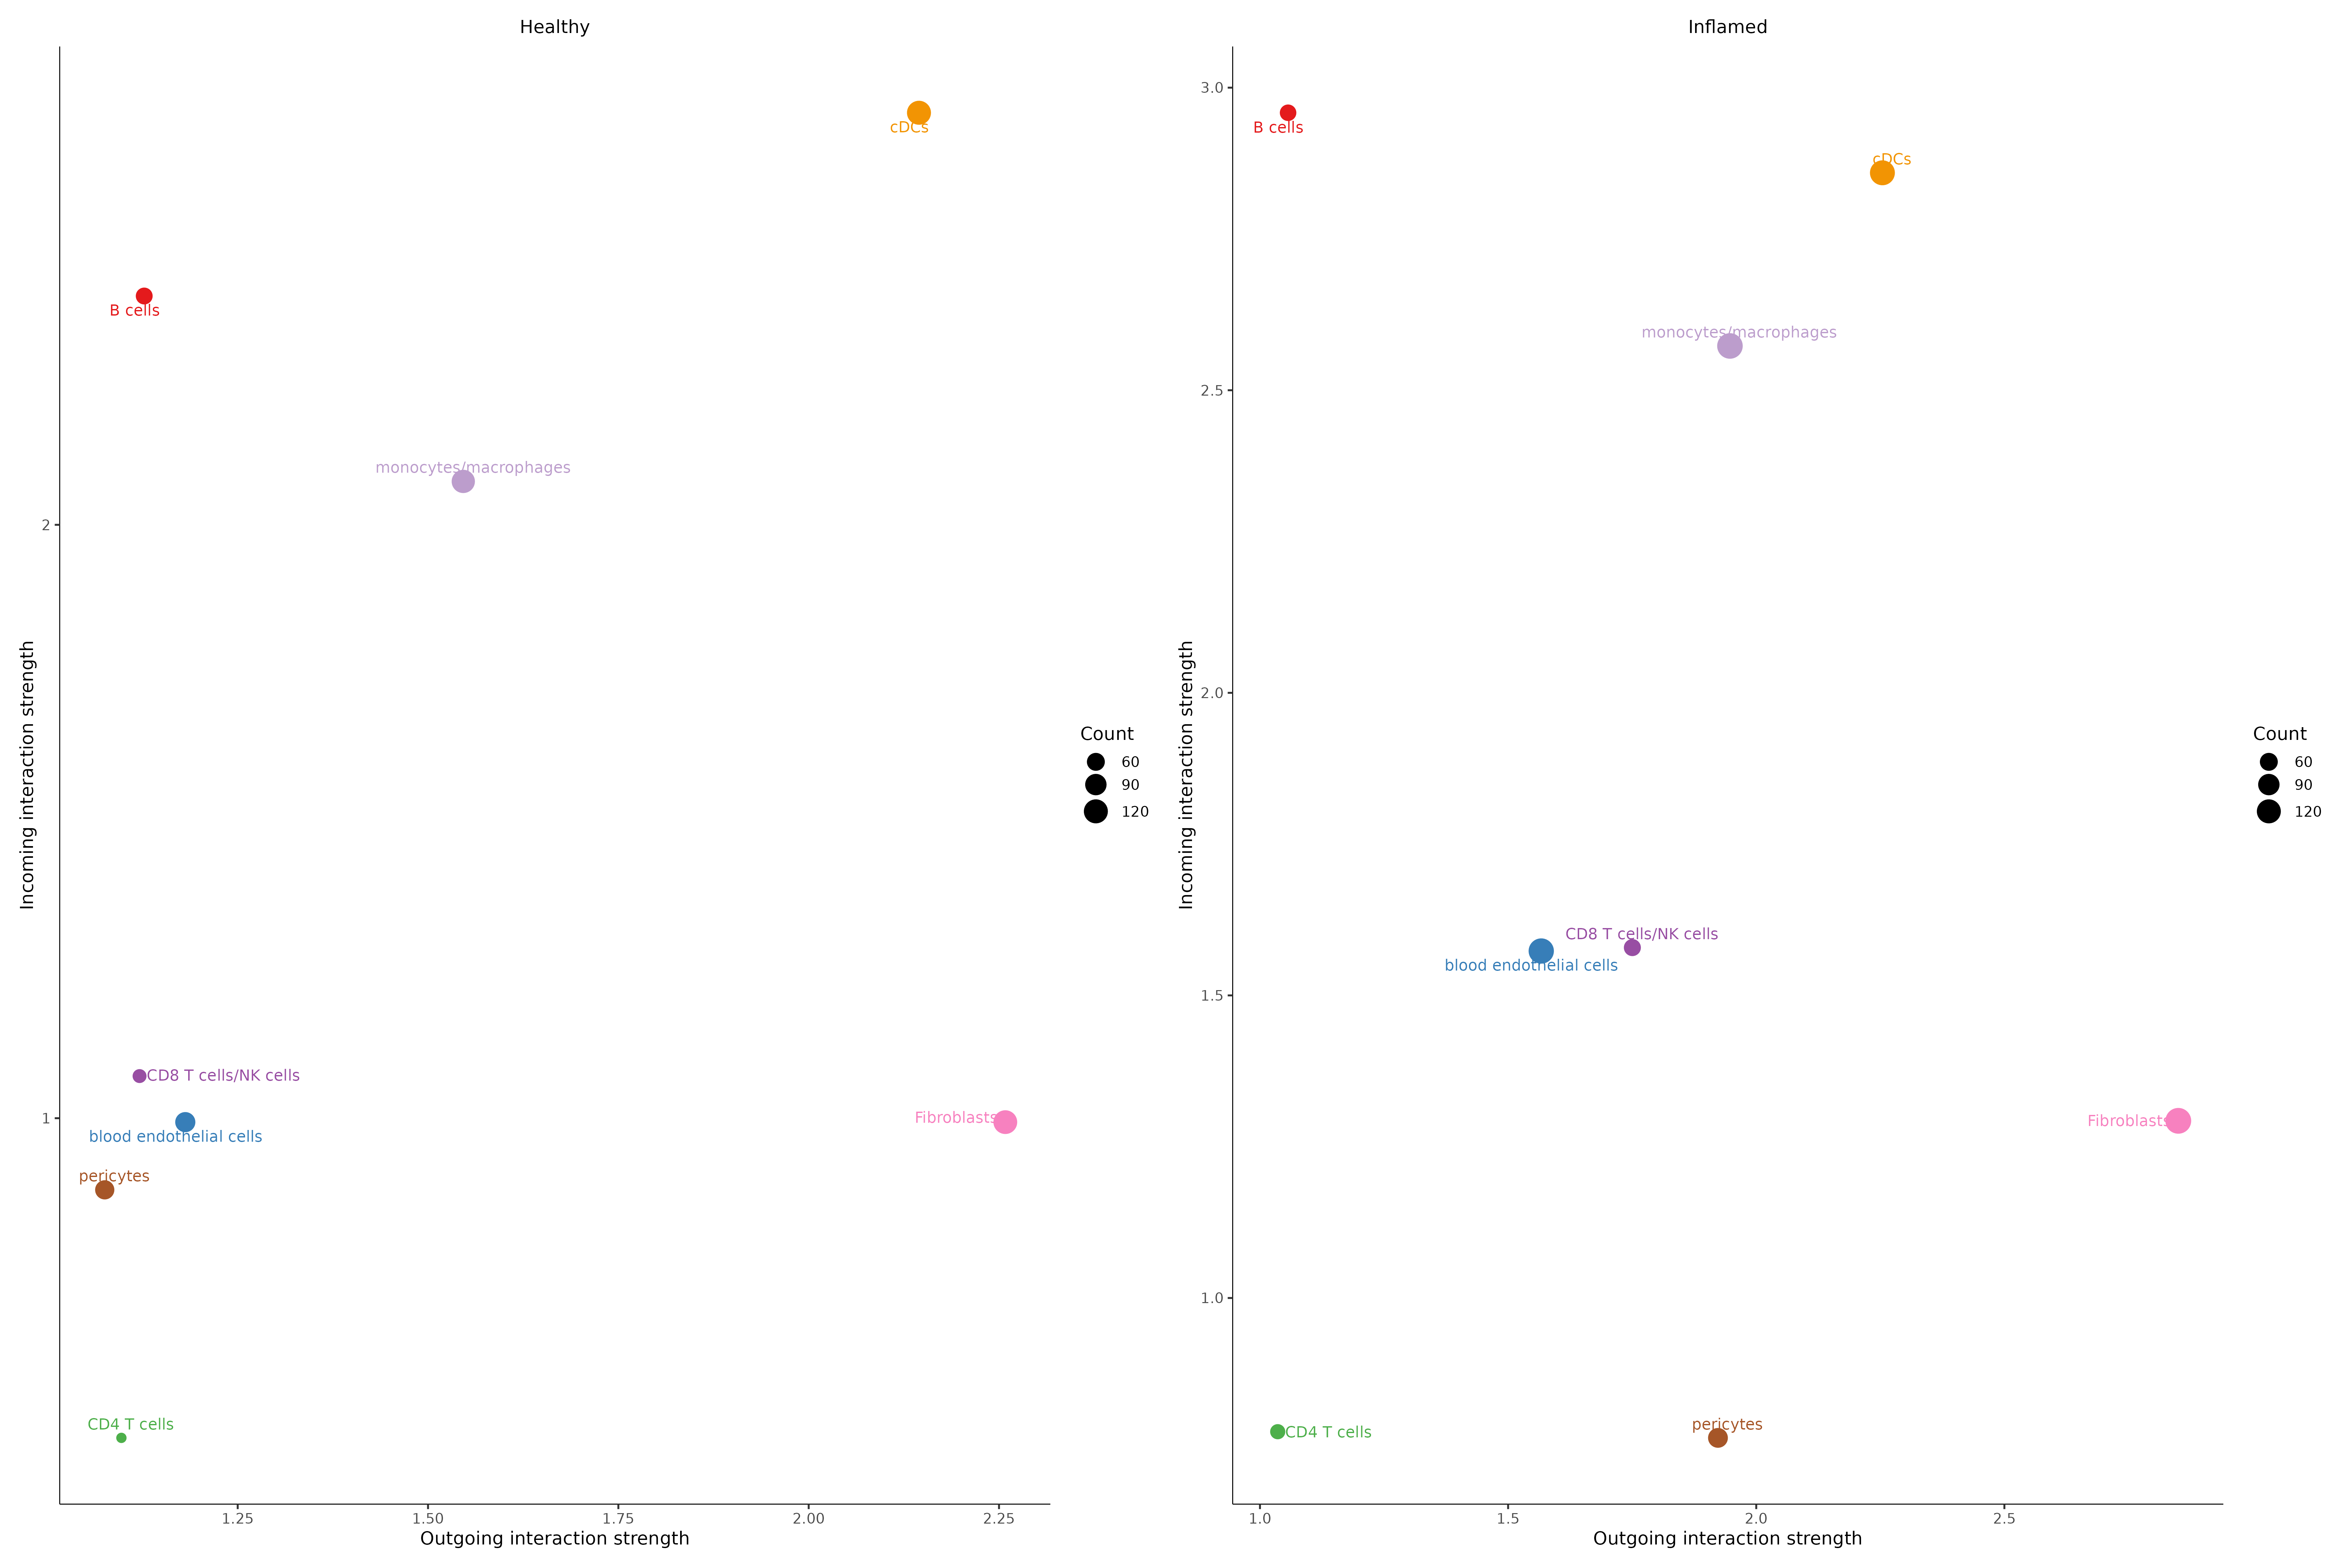 Healthy
cDCs
B cells
monocytes/macrophages
2
CD8 T cells/NK cells
1
blood endothelial cells
Fibroblasts
pericytes
CD4 T cells
1.25
1.50
1.75
2.00
2.25
Outgoing interaction strength
Incoming interaction strength
Count
60
90
120
Inflamed
3.0
B cells
cDCs
monocytes/macrophages
2.5
2.0
CD8 T cells/NK cells
blood endothelial cells
1.5
Fibroblasts
1.0
pericytes
CD4 T cells
1.0
1.5
2.0
2.5
Outgoing interaction strength
Incoming interaction strength
Count
60
90
120